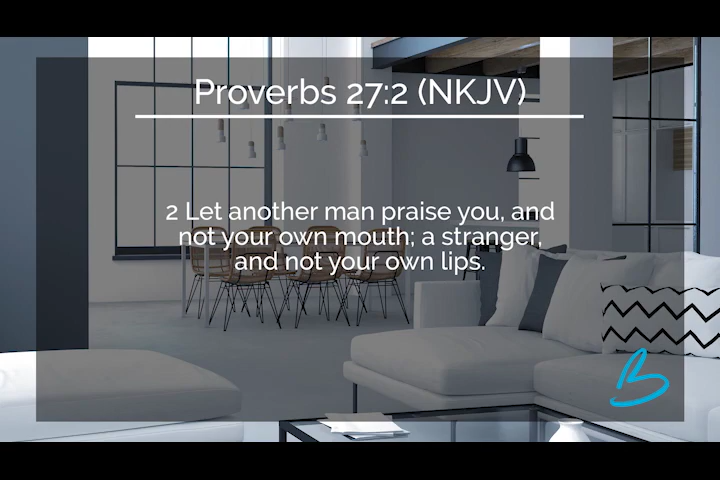 Proverbs 27:2 (NKJV)
2 Let another man praise you, and
not your own mouth; a stranger,
and not your own lips.